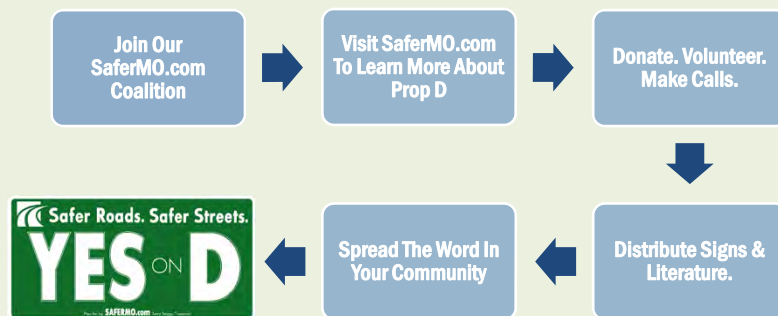 Join Our
SaferMO.com
Coalition
Visit SaferMO.com
To Learn More About
Prop D
Donate. Volunteer.
Make Calls.
Distribute Signs &
Literature.
Spread The Word In
Your Community
Safer Roads. Safer Streets.
YES ON D
SAFERMO.com